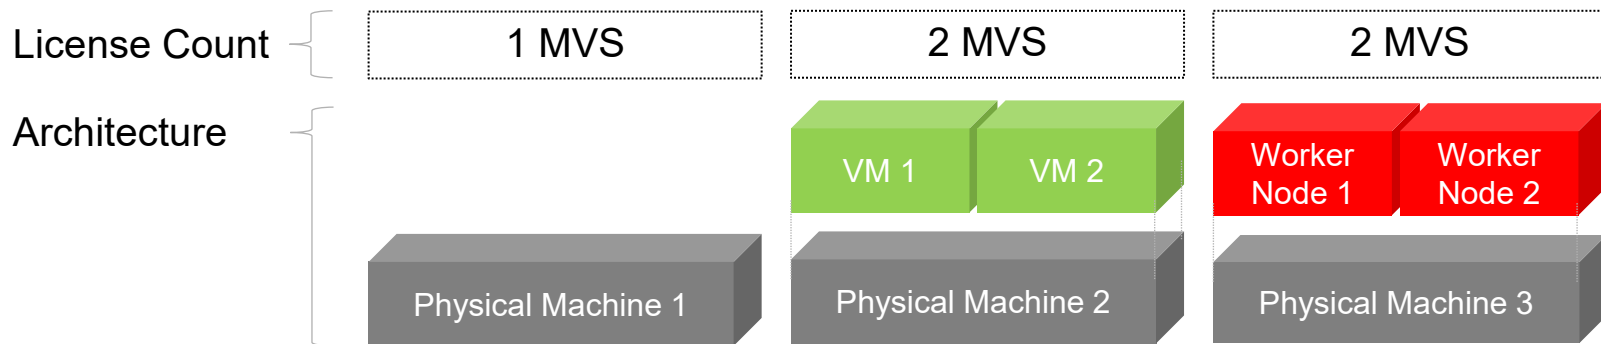 License Count
1 MVS
2 MVS
2 MVS
Architecture
VM 1
VM 2
Worker
Node 1
Worker
Node 2
Physical Machine 1
Physical Machine 2
Physical Machine 3